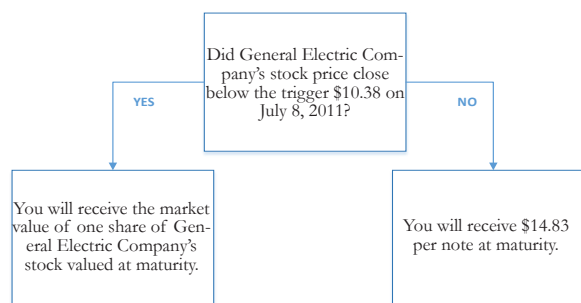 Did General Electric Com-
pany's stock price close
below the trigger $10.38 on
July 8, 2011?
YES
NO
You will receive the market
value of one share of Gen-
eral Electric Company's
stock valued at maturity.
You will receive $14.83
per note at maturity.